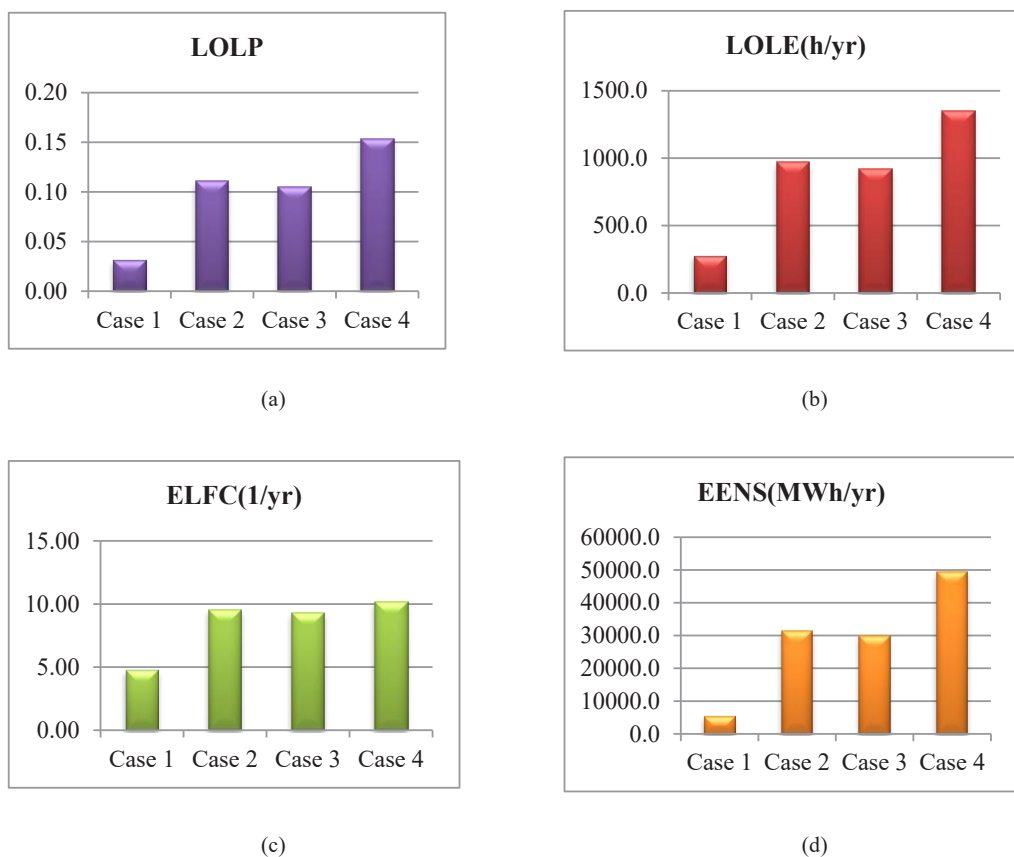 LOLP
0.20
0.15
0.10
0.05
0.00
Case 1 Case 2 Case 3 Case 4
(a)
LOLE(h/yr)
1500.0
1000.0
500.0
0.0
Case 1 Case 2 Case 3 Case 4
(b)
ELFC(1/yr)
15.00
10.00
5.00
0.00
Case 1 Case 2 Case 3 Case 4
(c)
EENS(MWh/yr)
60000.0
50000.0
40000.0
30000.0
20000.0
10000.0
0.0
Case 1 Case 2 Case 3 Case 4
(d)